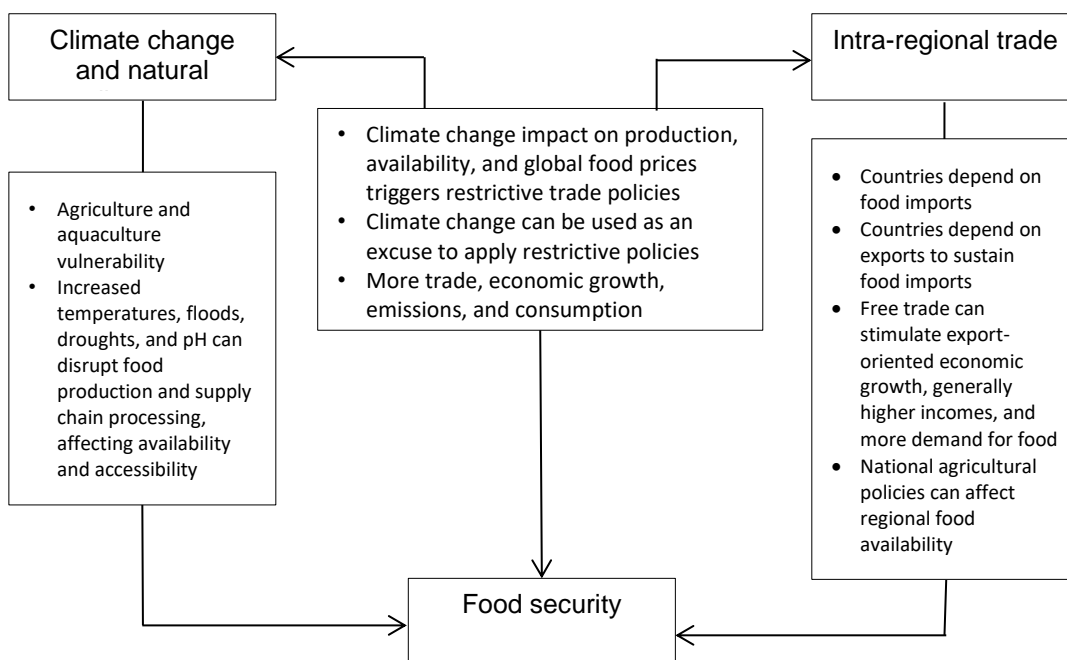 Climate change
and natural
Intra-regional trade
• Climate change impact on production,
availability, and global food prices
triggers restrictive trade policies
• Climate change can be used as an
excuse to apply restrictive policies
• More trade, economic growth,
emissions, and consumption
• Agriculture and
aquaculture
vulnerability
• Increased
temperatures, floods,
droughts, and pH can
disrupt food
production and supply
chain processing,
affecting availability
and accessibility
• Countries depend on
food imports
• Countries depend on
exports to sustain
food imports
• Free trade can
stimulate export-
oriented economic
growth, generally
higher incomes, and
more demand for food
• National agricultural
policies can affect
regional food
availability
Food security